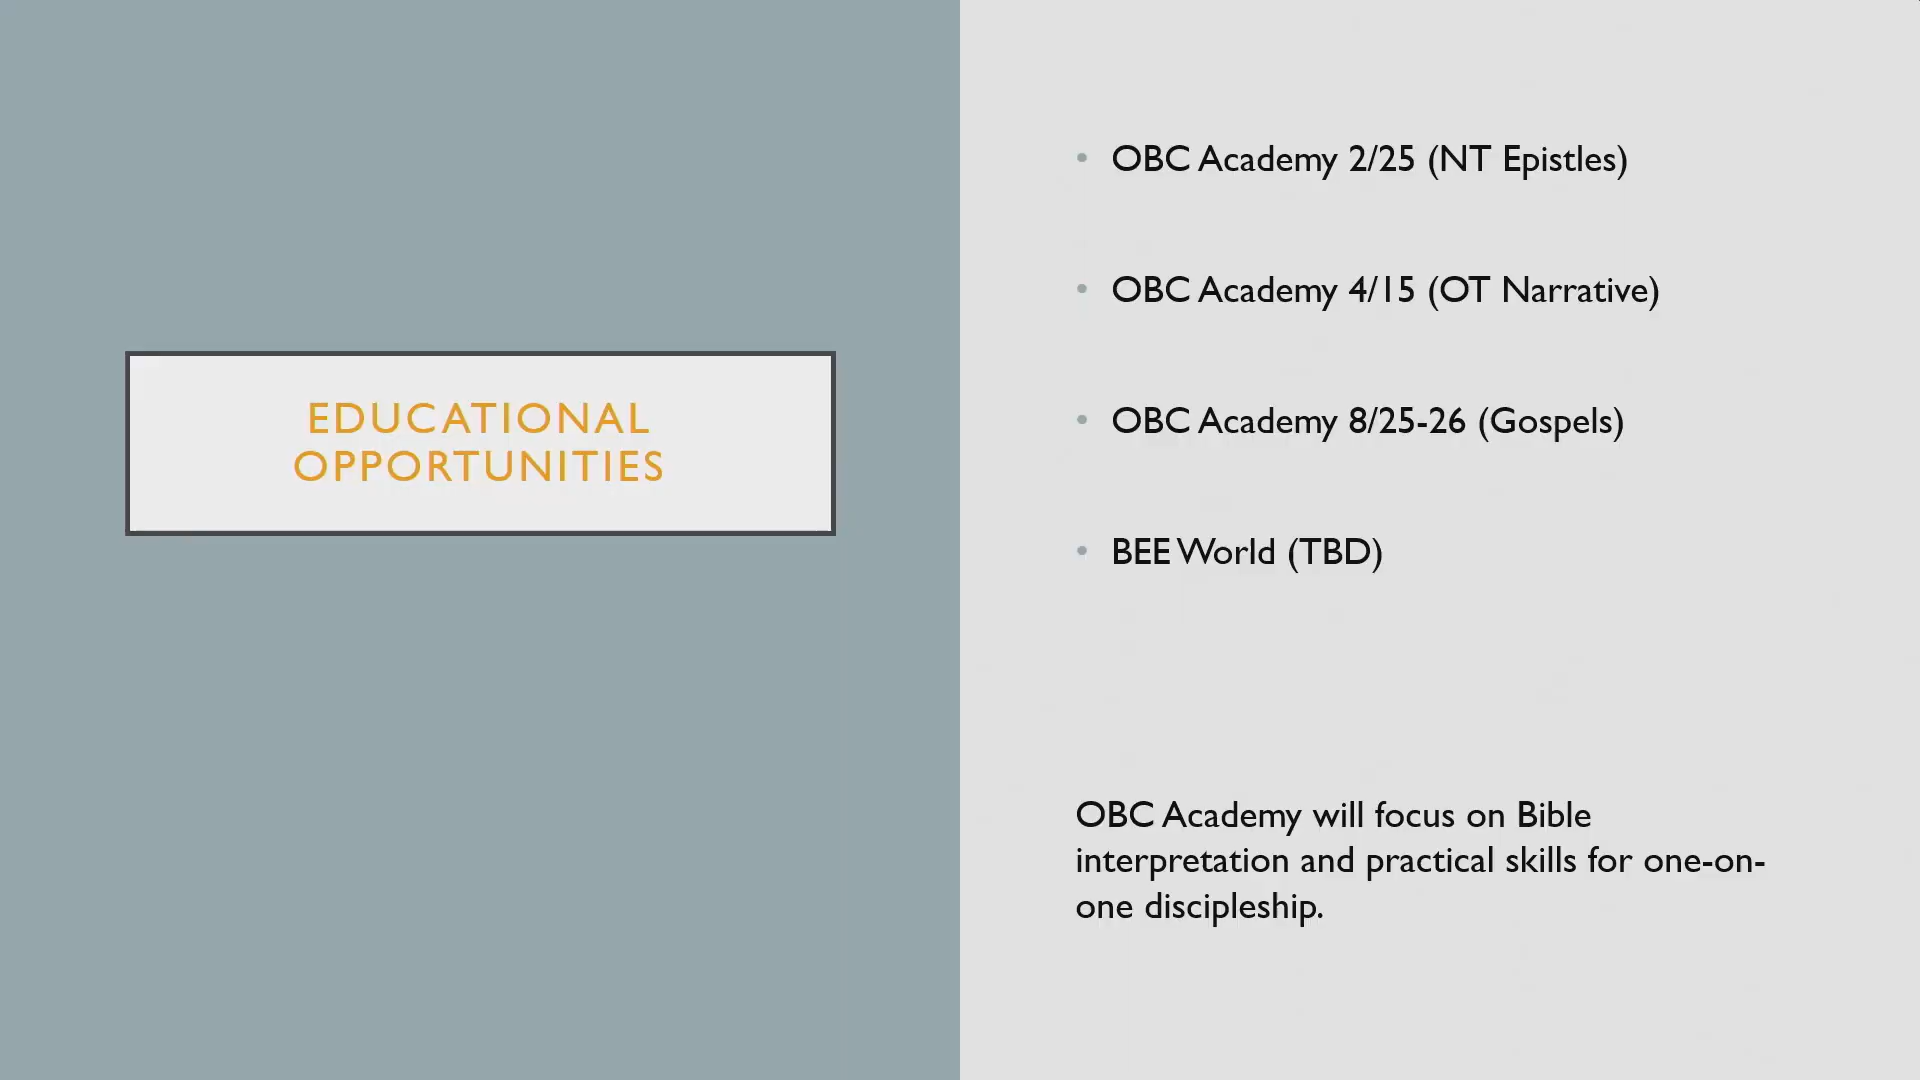 EDUCATIONAL
OPPORTUNITIES
• OBC Academy 2/25 (NT Epistles)
• OBC Academy 4/15 (OT Narrative)
• OBC Academy 8/25-26 (Gospels)
• BEE World (TBD)
OBC Academy will focus on Bible
interpretation and practical skills for one-on-
one discipleship.